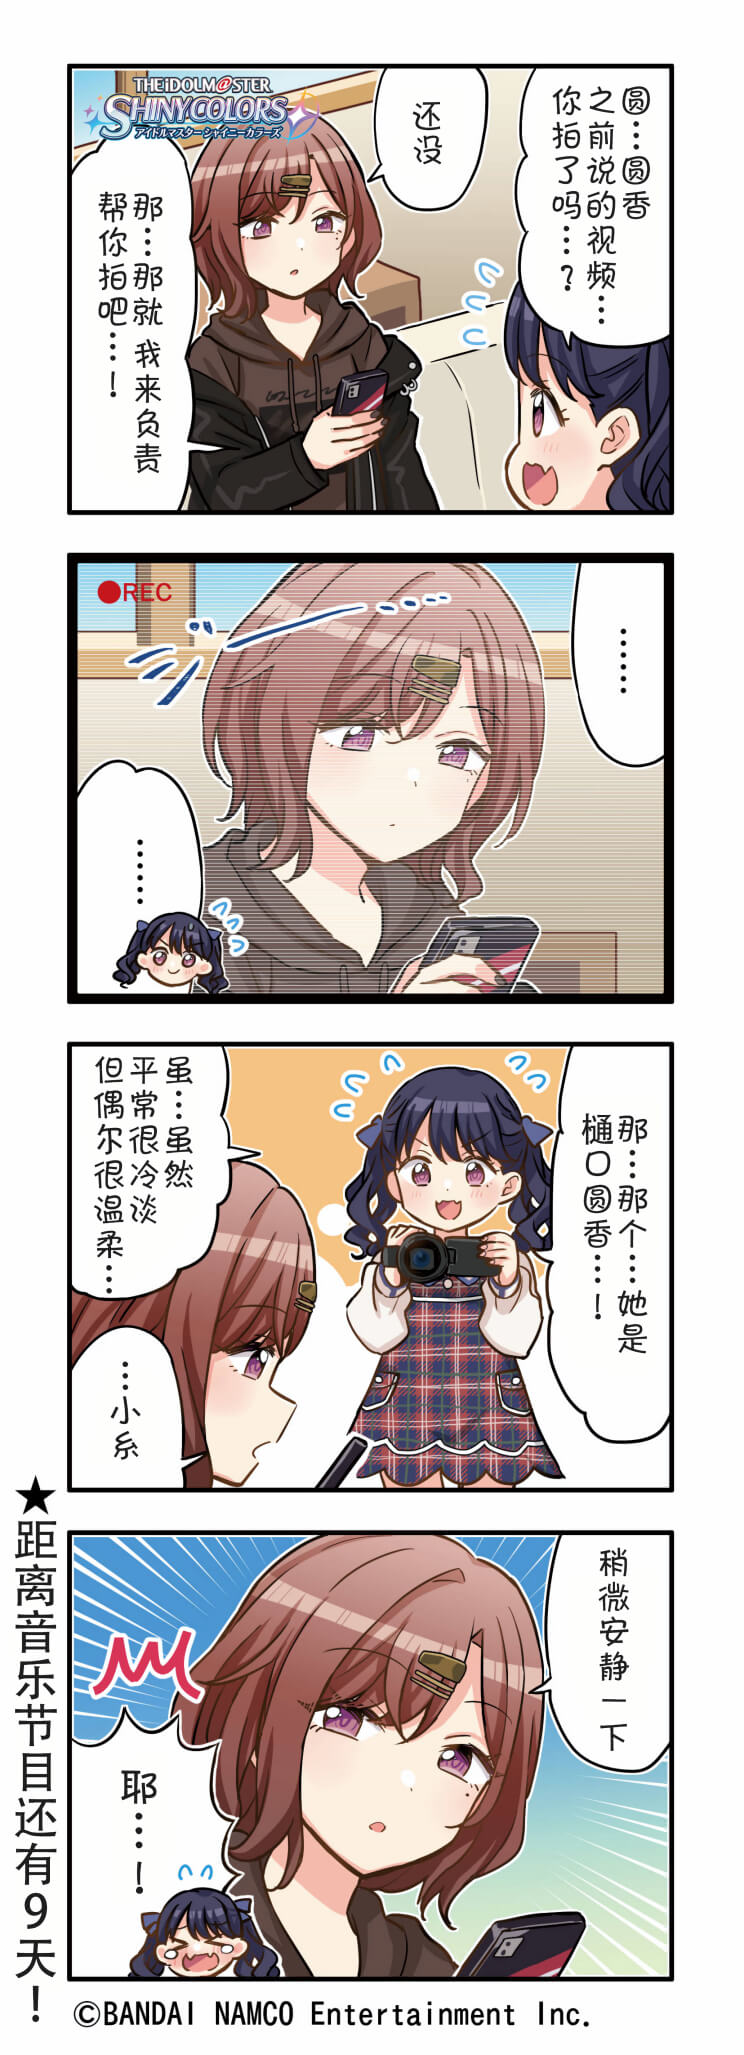 THE iDOLM@STER
SHINYCOLORS
アイドルマスター シャイニーカラーズ
圆…圆香
之前说的视频…
你拍了吗…?
还没
那…那就 我来负责
帮你拍吧…!
●REC
……
……
那…那个…她是
樋口圆香…!
虽…虽然
平常很冷淡
但偶尔很温柔…
…小糸
稍微安静一下
耶…!
★距离音乐节目还有9天!
©BANDAI NAMCO Entertainment Inc.